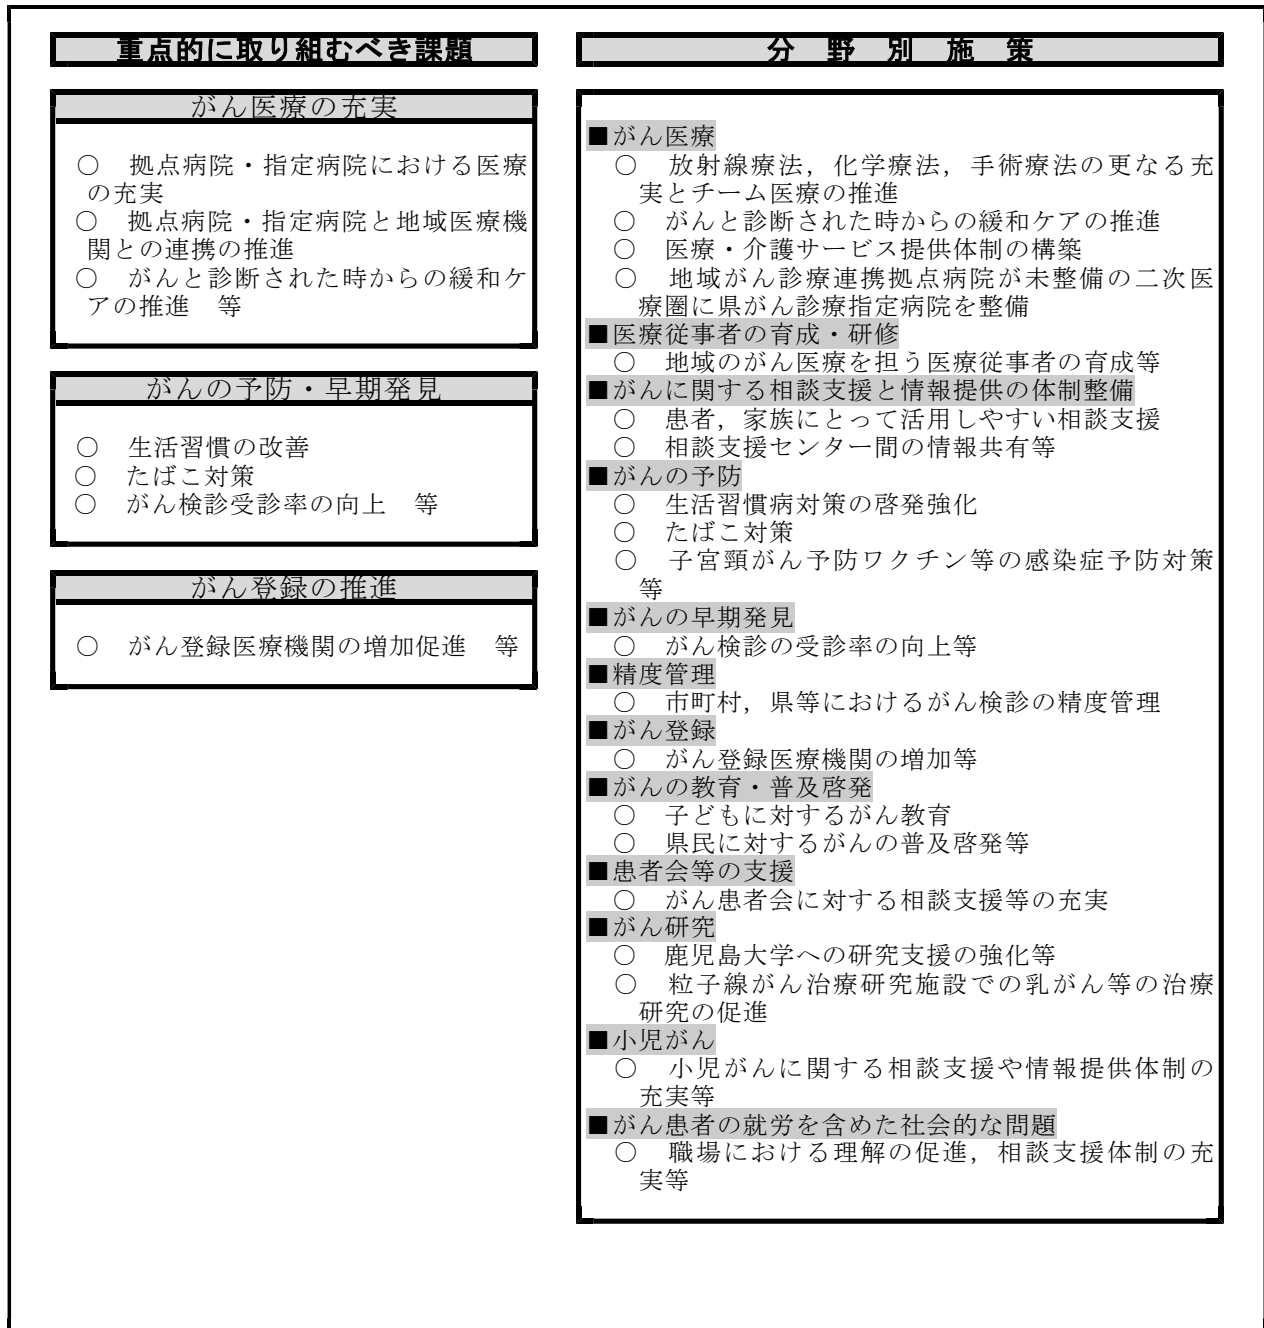 重点的に取り組むべき課題
がん医療の充実
○　拠点病院・指定病院における医療
の充実
○　拠点病院・指定病院と地域医療機
関との連携の推進
○　がんと診断された時からの緩和ケ
アの推進　等
がんの予防・早期発見
○　生活習慣の改善
○　たばこ対策
○　がん検診受診率の向上　等
がん登録の推進
○　がん登録医療機関の増加促進　等
分　野　別　施　策
■がん医療
○　放射線療法，化学療法，手術療法の更なる充
実とチーム医療の推進
○　がんと診断された時からの緩和ケアの推進
○　医療・介護サービス提供体制の構築
○　地域がん診療連携拠点病院が未整備の二次医
療圏に県がん診療指定病院を整備
■医療従事者の育成・研修
○　地域のがん医療を担う医療従事者の育成等
■がんに関する相談支援と情報提供の体制整備
○　患者，家族にとって活用しやすい相談支援
○　相談支援センター間の情報共有等
■がんの予防
○　生活習慣病対策の啓発強化
○　たばこ対策
○　子宮頸がん予防ワクチン等の感染症予防対策
等
■がんの早期発見
○　がん検診の受診率の向上等
■精度管理
○　市町村，県等におけるがん検診の精度管理
■がん登録
○　がん登録医療機関の増加等
■がんの教育・普及啓発
○　子どもに対するがん教育
○　県民に対するがんの普及啓発等
■患者会等の支援
○　がん患者会に対する相談支援等の充実
■がん研究
○　鹿児島大学への研究支援の強化等
○　粒子線がん治療研究施設での乳がん等の治療
研究の促進
■小児がん
○　小児がんに関する相談支援や情報提供体制の
充実等
■がん患者の就労を含めた社会的な問題
○　職場における理解の促進，相談支援体制の充
実等